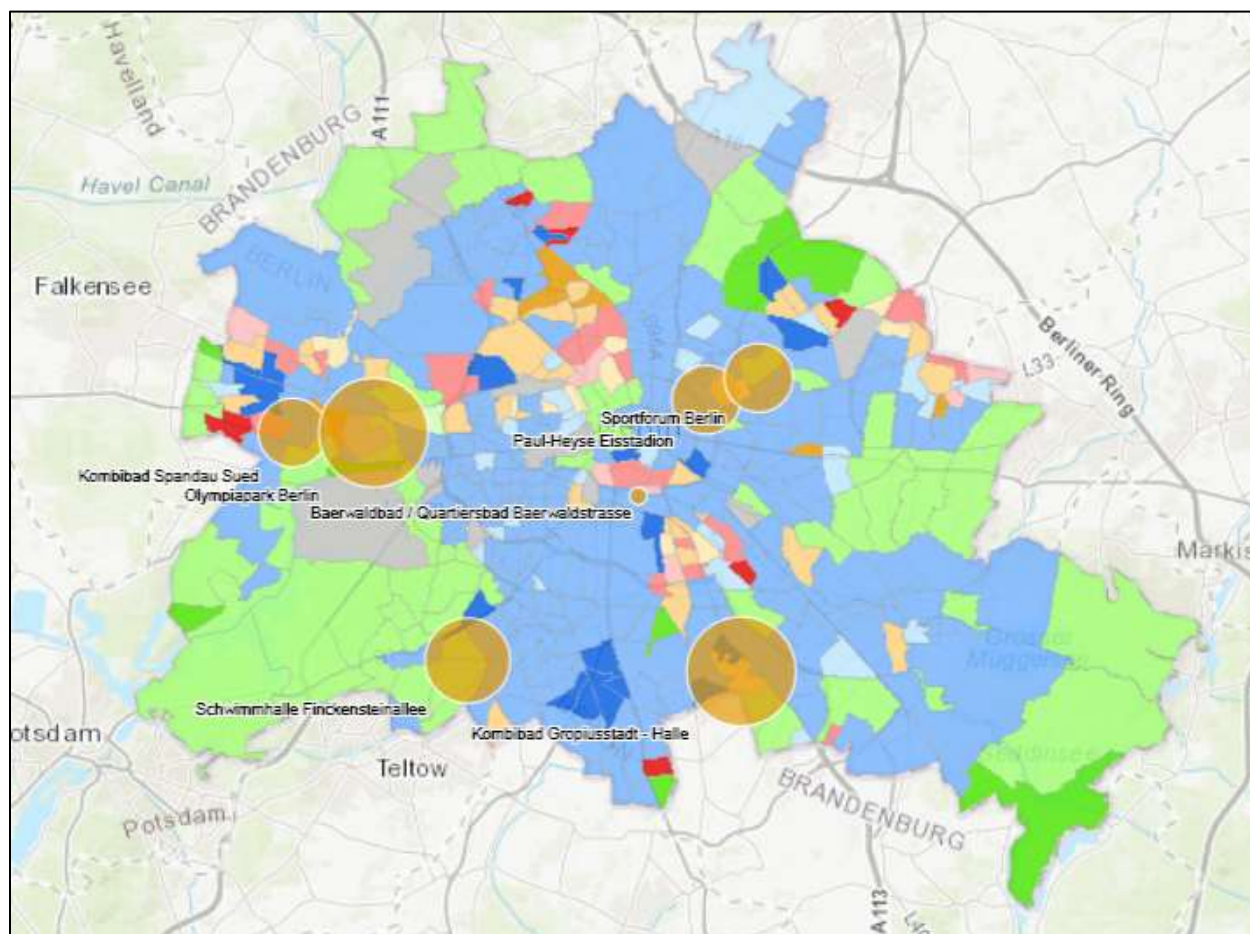 Havelland
A111
BRANDENBURG
Havel Canal
BERLIN
Falkensee
Berliner Ring
L33
Sportforum Berlin
Paul-Heyse Eisstadion
Kombibad Spandau Sued
Olympiapark Berlin
Baerwaldbad / Quartiersbad Baerwaldstrasse
Märkis
Schwimmhalle Finckensteinallee
Kombibad Gropiusstadt - Halle
otsdam
Teltow
Potsdam
BRANDENBURG
A113